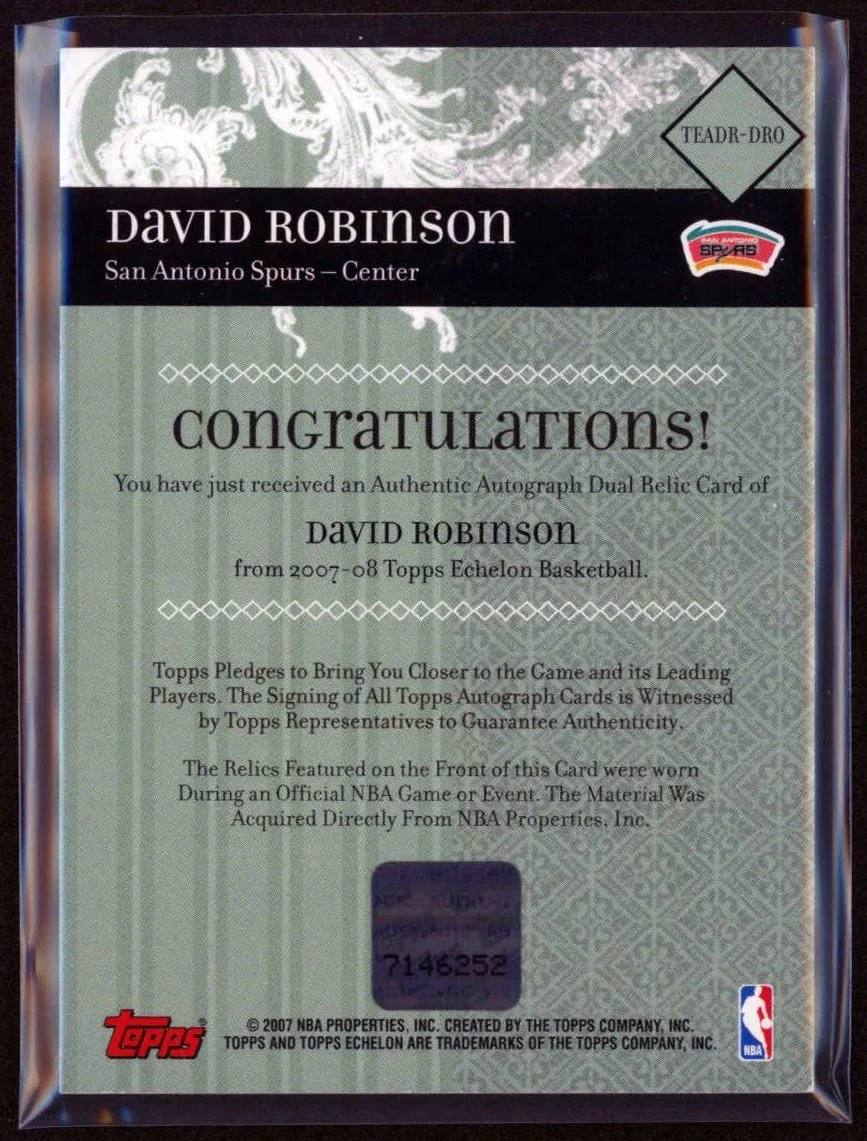 TEADR-DRO
DAVID ROBINSON
SAN ANTONIO
SPURS
San Antonio Spurs – Center
CONGRATULATIONS!
You have just received an Authentic Autograph Dual Relic Card of
DAVID ROBINSON
from 2007-08 Topps Echelon Basketball.
Topps Pledges to Bring You Closer to the Game and its Leading
Players. The Signing of All Topps Autograph Cards is Witnessed
by Topps Representatives to Guarantee Authenticity.
The Relics Featured on the Front of this Card were worn
During an Official NBA Game or Event. The Material Was
Acquired Directly From NBA Properties, Inc.
7146252
Topps®
© 2007 NBA PROPERTIES, INC. CREATED BY THE TOPPS COMPANY, INC.
TOPPS AND TOPPS ECHELON ARE TRADEMARKS OF THE TOPPS COMPANY, INC.
NBA